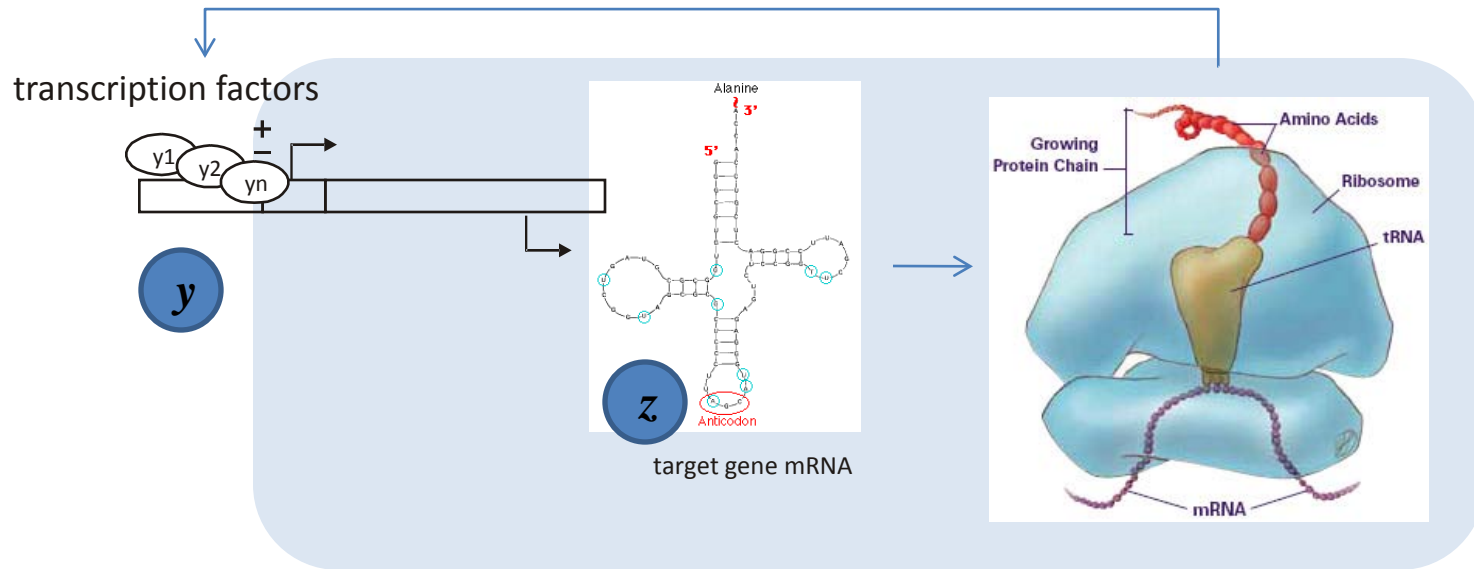 transcription factors
+
−
y1
y2
yn
y
Alanine
3'
5'
Anticodon
z
target gene mRNA
Growing
Protein Chain
Amino Acids
Ribosome
tRNA
mRNA